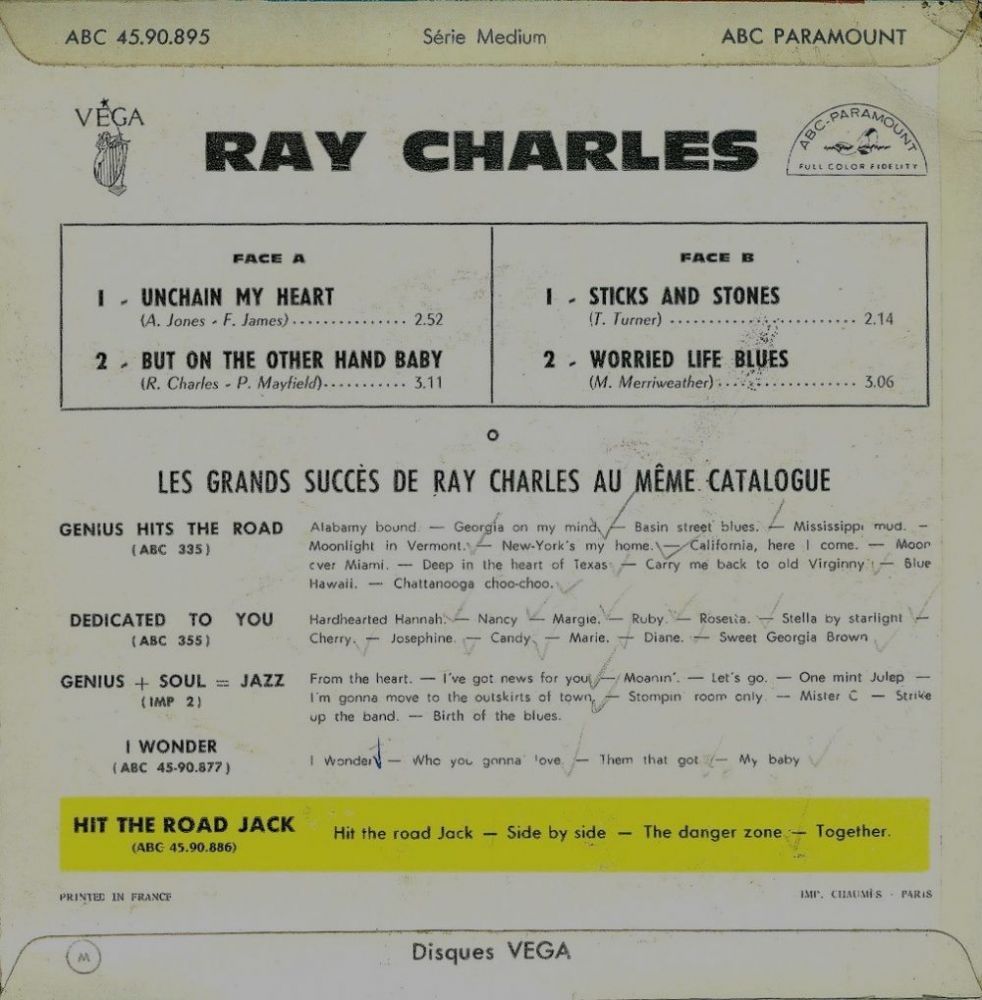 ABC 45.90.895 Série Medium ABC PARAMOUNT
VÉGA
RAY CHARLES
ABC-PARAMOUNT
FULL COLOR FIDELITY
FACE A
1 - UNCHAIN MY HEART
(A. Jones - F. James)............... 2.52
2 - BUT ON THE OTHER HAND BABY
(R. Charles - P. Mayfield)........... 3.11
FACE B
1 - STICKS AND STONES
(T. Turner) ........................ 2.14
2 - WORRIED LIFE BLUES
(M. Merriweather).................. 3.06
LES GRANDS SUCCÈS DE RAY CHARLES AU MÊME CATALOGUE
GENIUS HITS THE ROAD
(ABC 335)
Alabamy bound. — Georgia on my mind. — Basin street blues. — Mississippi mud. —
Moonlight in Vermont. — New-York's my home. — California, here I come. — Moon
over Miami. — Deep in the heart of Texas — Carry me back to old Virginny. — Blue
Hawaii. — Chattanooga choo-choo.
DEDICATED TO YOU
(ABC 355)
Hardhearted Hannah. — Nancy — Margie. — Ruby. — Rosetta. — Stella by starlight —
Cherry. — Josephine. — Candy. — Marie. — Diane. — Sweet Georgia Brown
GENIUS + SOUL = JAZZ
(IMP 2)
From the heart. — I've got news for you. — Moanin'. — Let's go. — One mint Julep —
I'm gonna move to the outskirts of town. — Stompin room only. — Mister C — Strike
up the band. — Birth of the blues.
I WONDER
(ABC 45-90.877)
I Wonder — Who you gonna love. — Them that got — My baby
HIT THE ROAD JACK
(ABC 45.90.886)
Hit the road Jack — Side by side — The danger zone — Together.
PRINTED IN FRANCE
IMP. CHAUMÉS - PARIS
M
Disques VEGA